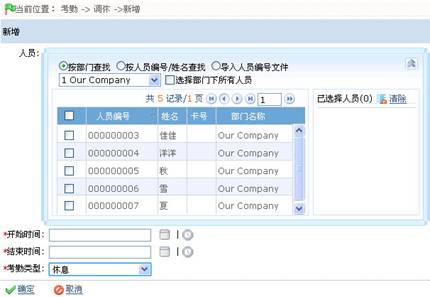 当前位置: 考勤 -> 调休 ->新增
新增
人员:
按部门查找 按人员编号/姓名查找 导入人员编号文件
1 Our Company 选择部门下所有人员
共 5 记录/1 页 1
已选择人员(0) 清除
人员编号 姓名 卡号 部门名称
000000003 佳佳 Our Company
000000004 洋洋 Our Company
000000005 秋 Our Company
000000006 雪 Our Company
000000007 夏 Our Company
*开始时间: |
*结束时间: |
*考勤类型: 休息
确定 取消